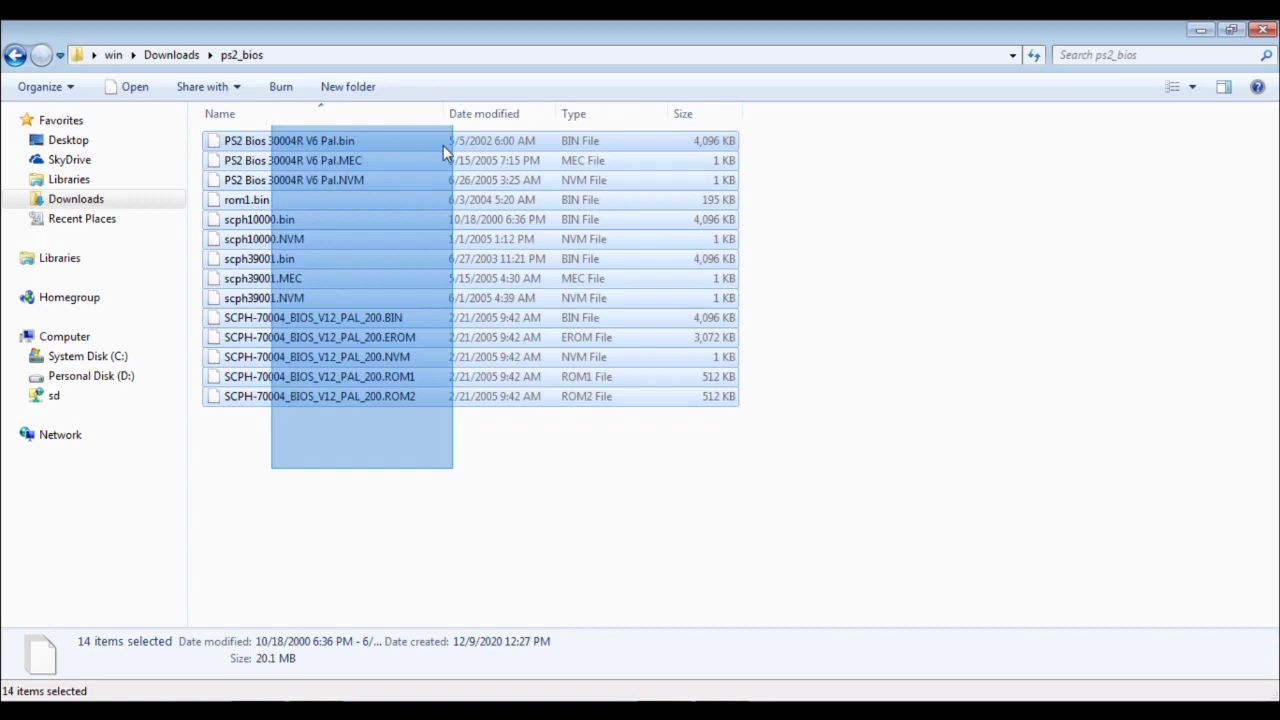 win Downloads ps2_bios Search ps2_bios
Organize Open Share with Burn New folder
Name Date modified Type Size
Favorites
Desktop
SkyDrive
Libraries
Downloads
Recent Places
Libraries
Homegroup
Computer
System Disk (C:)
Personal Disk (D:)
sd
Network
PS2 Bios 30004R V6 Pal.bin 5/5/2002 6:00 AM BIN File 4,096 KB
PS2 Bios 30004R V6 Pal.MEC 5/15/2005 7:15 PM MEC File 1 KB
PS2 Bios 30004R V6 Pal.NVM 6/26/2005 3:25 AM NVM File 1 KB
rom1.bin 6/3/2004 5:20 AM BIN File 195 KB
scph10000.bin 10/18/2000 6:36 PM BIN File 4,096 KB
scph10000.NVM 1/1/2005 1:12 PM NVM File 1 KB
scph39001.bin 6/27/2003 11:21 PM BIN File 4,096 KB
scph39001.MEC 5/15/2005 4:30 AM MEC File 1 KB
scph39001.NVM 6/1/2005 4:39 AM NVM File 1 KB
SCPH-70004_BIOS_V12_PAL_200.BIN 2/21/2005 9:42 AM BIN File 4,096 KB
SCPH-70004_BIOS_V12_PAL_200.EROM 2/21/2005 9:42 AM EROM File 3,072 KB
SCPH-70004_BIOS_V12_PAL_200.NVM 2/21/2005 9:42 AM NVM File 1 KB
SCPH-70004_BIOS_V12_PAL_200.ROM1 2/21/2005 9:42 AM ROM1 File 512 KB
SCPH-70004_BIOS_V12_PAL_200.ROM2 2/21/2005 9:42 AM ROM2 File 512 KB
14 items selected Date modified: 10/18/2000 6:36 PM - 6/... Date created: 12/9/2020 12:27 PM
Size: 20.1 MB
14 items selected